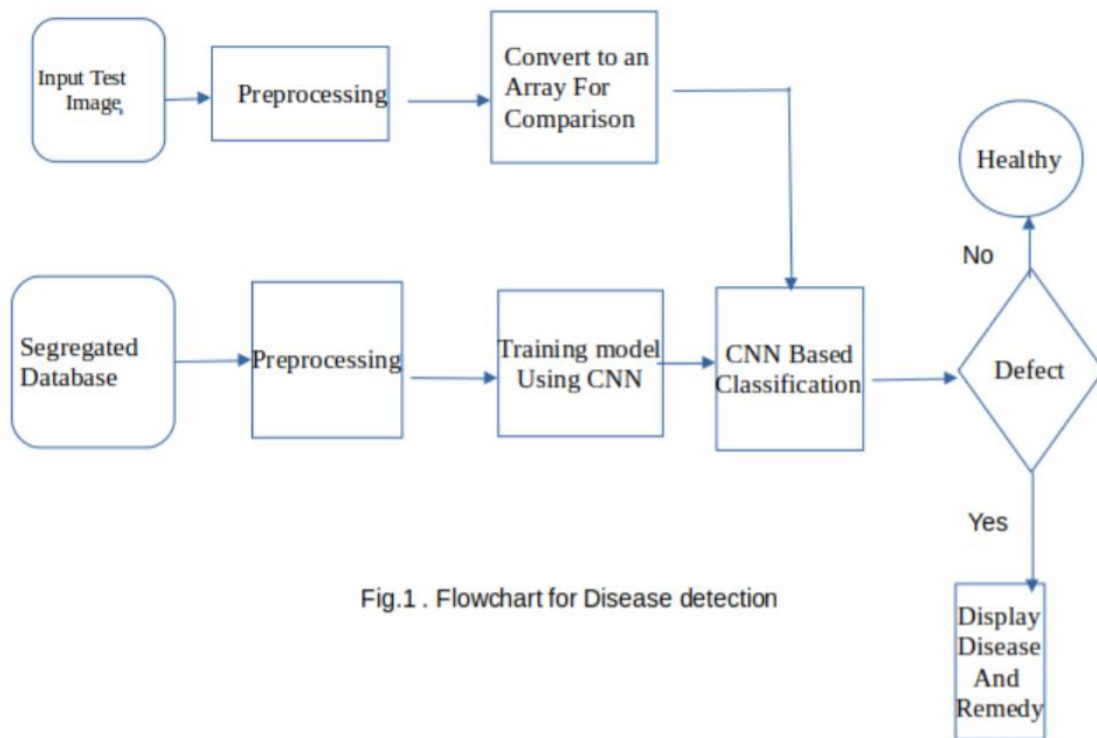 Input Test
Image,
Preprocessing
Convert to an
Array For
Comparison
Healthy
No
Segregated
Database
Preprocessing
Training model
Using CNN
CNN Based
Classification
Defect
Yes
Display
Disease
And
Remedy
Fig.1 . Flowchart for Disease detection